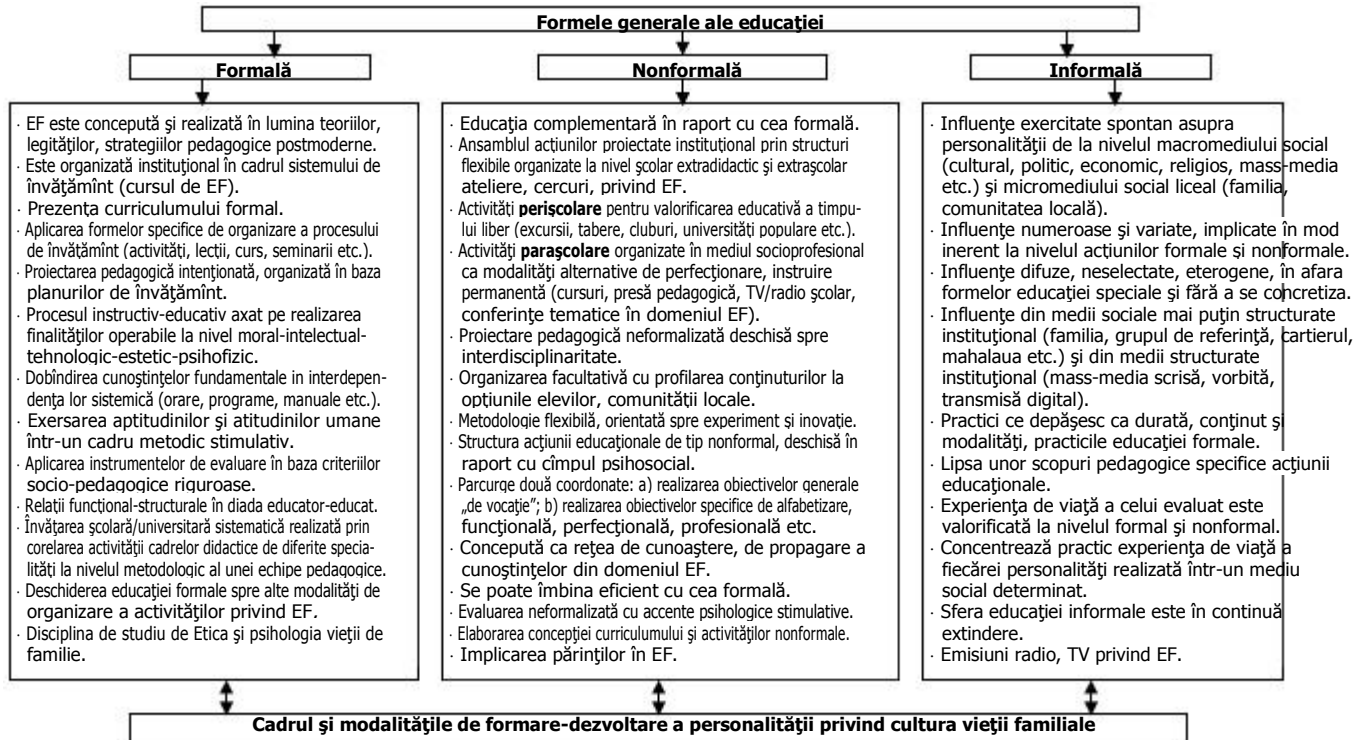 Formele generale ale educaţiei
Formală
Nonformală
Informală
· EF este concepută şi realizată în lumina teoriilor,
legităţilor, strategiilor pedagogice postmoderne.
· Este organizată instituţional în cadrul sistemului de
învăţămînt (cursul de EF).
· Prezenţa curriculumului formal.
· Aplicarea formelor specifice de organizare a procesului
de învăţămînt (activităţi, lecţii, curs, seminarii etc.).
· Proiectarea pedagogică intenţionată, organizată în baza
planurilor de învăţămînt.
· Procesul instructiv-educativ axat pe realizarea
finalităţilor operabile la nivel moral-intelectual-
tehnologic-estetic-psihofizic.
· Dobîndirea cunoştinţelor fundamentale in interdepen-
denţa lor sistemică (orare, programe, manuale etc.).
· Exersarea aptitudinilor şi atitudinilor umane
într-un cadru metodic stimulativ.
· Aplicarea instrumentelor de evaluare în baza criteriilor
socio-pedagogice riguroase.
· Relaţii funcţional-structurale în diada educator-educat.
· Învăţarea şcolară/universitară sistematică realizată prin
corelarea activităţii cadrelor didactice de diferite specia-
lităţi la nivelul metodologic al unei echipe pedagogice.
· Deschiderea educaţiei formale spre alte modalităţi de
organizare a activităţilor privind EF.
· Disciplina de studiu de Etica şi psihologia vieţii de
familie.
· Educaţia complementară în raport cu cea formală.
· Ansamblul acţiunilor proiectate instituţional prin structuri
flexibile organizate la nivel şcolar extradidactic şi extraşcolar
ateliere, cercuri, privind EF.
· Activităţi perişcolare pentru valorificarea educativă a timpu-
lui liber (excursii, tabere, cluburi, universităţi populare etc.).
· Activităţi paraşcolare organizate în mediul socioprofesional
ca modalităţi alternative de perfecţionare, instruire
permanentă (cursuri, presă pedagogică, TV/radio şcolar,
conferinţe tematice în domeniul EF).
· Proiectare pedagogică neformalizată deschisă spre
interdisciplinaritate.
· Organizarea facultativă cu profilarea conţinuturilor la
opţiunile elevilor, comunităţii locale.
· Metodologie flexibilă, orientată spre experiment şi inovaţie.
· Structura acţiunii educaţionale de tip nonformal, deschisă în
raport cu cîmpul psihosocial.
· Parcurge două coordonate: a) realizarea obiectivelor generale
„de vocaţie"; b) realizarea obiectivelor specifice de alfabetizare,
funcţională, perfecţională, profesională etc.
· Concepută ca reţea de cunoaştere, de propagare a
cunoştinţelor din domeniul EF.
· Se poate îmbina eficient cu cea formală.
· Evaluarea neformalizată cu accente psihologice stimulative.
· Elaborarea concepţiei curriculumului şi activităţilor nonformale.
· Implicarea părinţilor în EF.
· Influenţe exercitate spontan asupra
personalităţii de la nivelul macromediului social
(cultural, politic, economic, religios, mass-media
etc.) şi micromediului social liceal (familia,
comunitatea locală).
· Influenţe numeroase şi variate, implicate în mod
inerent la nivelul acţiunilor formale şi nonformale.
· Influenţe difuze, neselectate, eterogene, în afara
formelor educaţiei speciale şi fără a se concretiza.
· Influenţe din medii sociale mai puţin structurate
instituţional (familia, grupul de referinţă, cartierul,
mahalaua etc.) şi din medii structurate
instituţional (mass-media scrisă, vorbită,
transmisă digital).
· Practici ce depăşesc ca durată, conţinut şi
modalităţi, practicile educaţiei formale.
· Lipsa unor scopuri pedagogice specifice acţiunii
educaţionale.
· Experienţa de viaţă a celui evaluat este
valorificată la nivelul formal şi nonformal.
· Concentrează practic experienţa de viaţă a
fiecărei personalităţi realizată într-un mediu
social determinat.
· Sfera educaţiei informale este în continuă
extindere.
· Emisiuni radio, TV privind EF.
Cadrul şi modalităţile de formare-dezvoltare a personalităţii privind cultura vieţii familiale